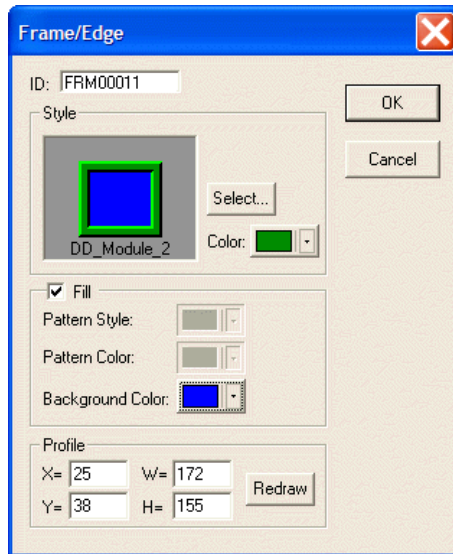 Frame/Edge
ID: FRM00011
OK
Style
Cancel
Select...
DD_Module_2
Color:
Fill
Pattern Style:
Pattern Color:
Background Color:
Profile
X= 25 W= 172
Redraw
Y= 38 H= 155